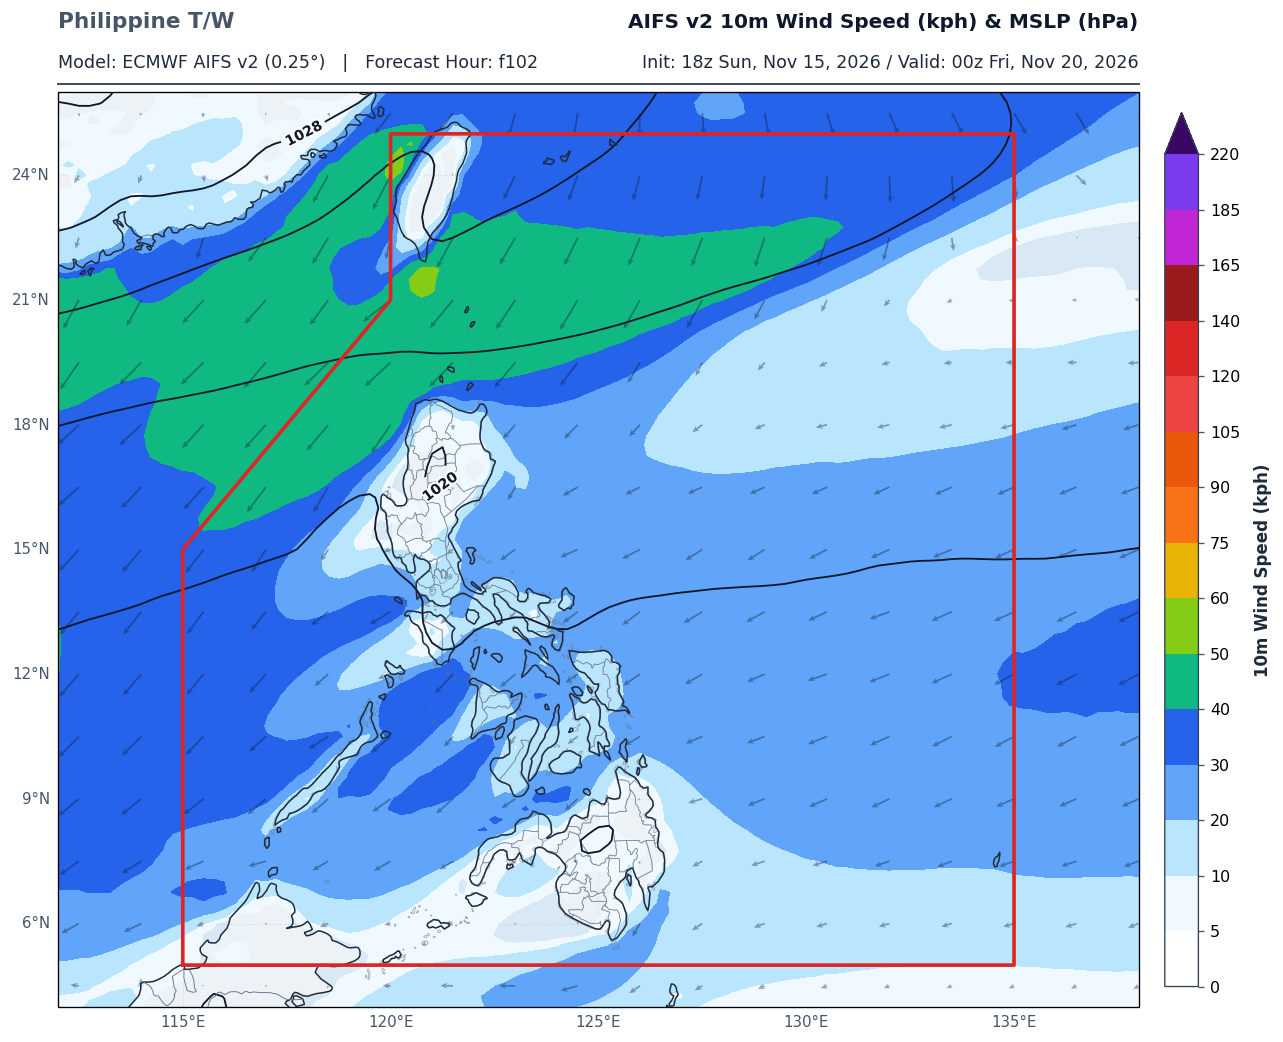 Philippine T/W
AIFS v2 10m Wind Speed (kph) & MSLP (hPa)
Model: ECMWF AIFS v2 (0.25°) | Forecast Hour: f102
Init: 18z Sun, Nov 15, 2026 / Valid: 00z Fri, Nov 20, 2026
1028
1020
24°N
21°N
18°N
15°N
12°N
9°N
6°N
115°E
120°E
125°E
130°E
135°E
220
185
165
140
120
105
90
75
60
50
40
30
20
10
5
0
10m Wind Speed (kph)